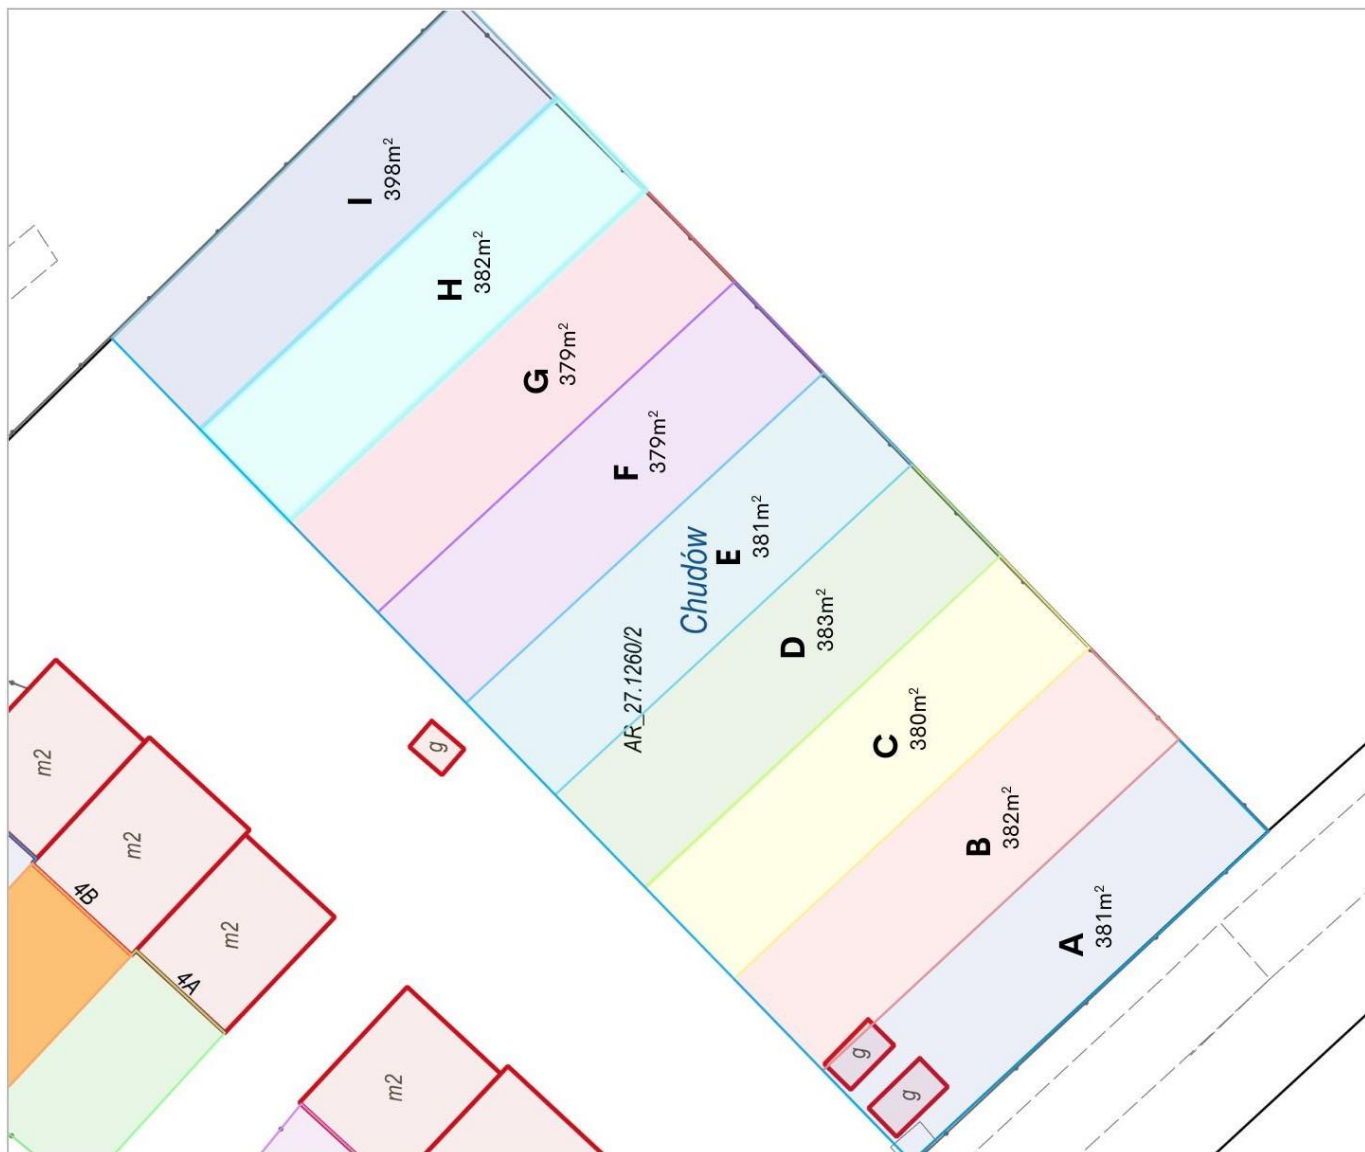 I
398m²
H
382m²
G
379m²
F
379m²
Chudów
E
381m²
AR_27.1260/2
D
383m²
C
380m²
B
382m²
A
381m²
g
g
g
m2
m2
4B
m2
4A
m2